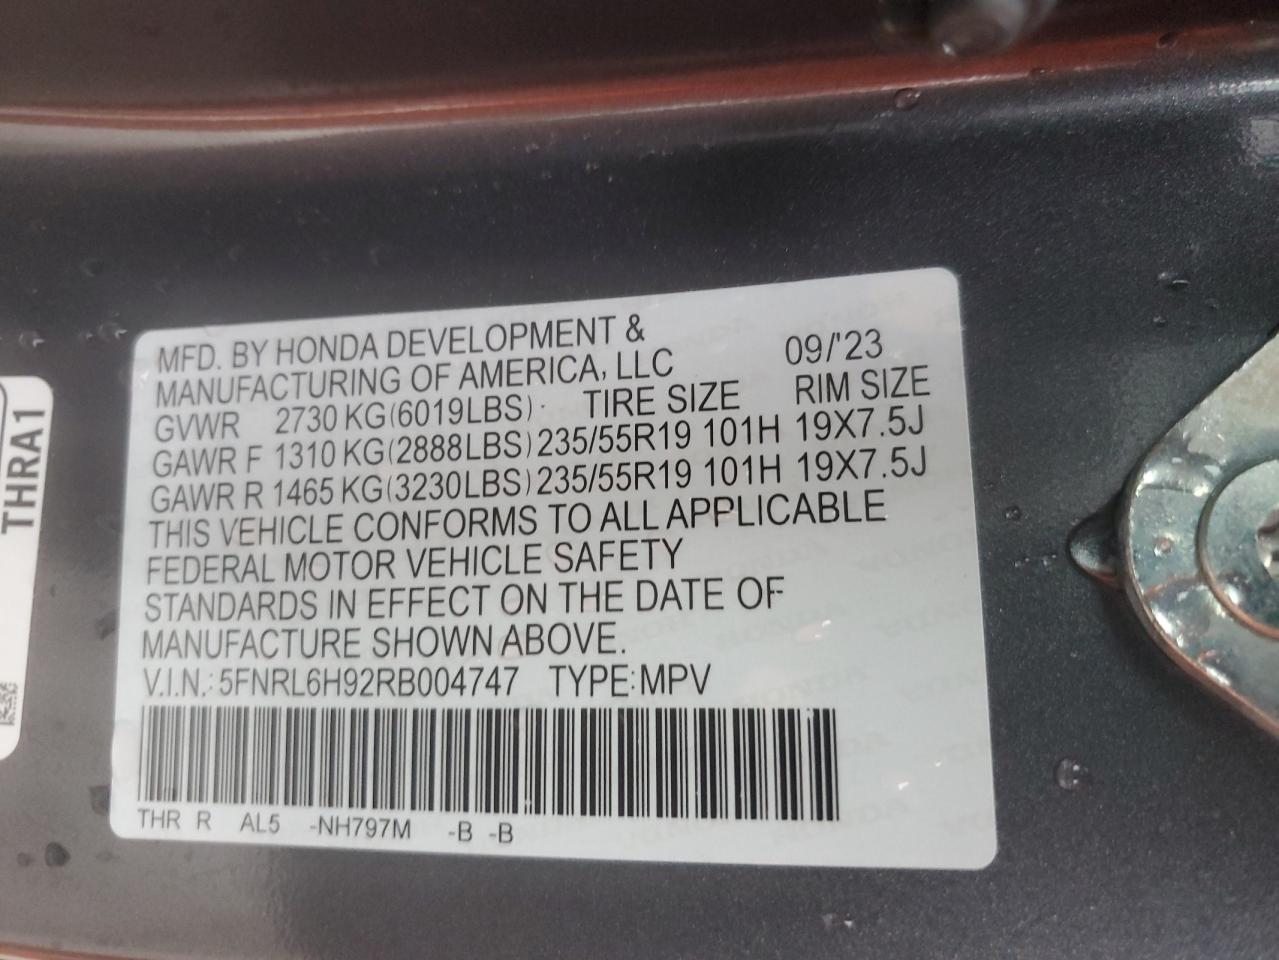 MFD. BY HONDA DEVELOPMENT &
MANUFACTURING OF AMERICA, LLC 09/'23
GVWR 2730 KG(6019LBS) TIRE SIZE RIM SIZE
GAWR F 1310 KG(2888LBS) 235/55R19 101H 19X7.5J
GAWR R 1465 KG(3230LBS) 235/55R19 101H 19X7.5J
THIS VEHICLE CONFORMS TO ALL APPLICABLE
FEDERAL MOTOR VEHICLE SAFETY
STANDARDS IN EFFECT ON THE DATE OF
MANUFACTURE SHOWN ABOVE.
V.I.N.: 5FNRL6H92RB004747 TYPE: MPV
THR R AL5 -NH797M -B -B
THRA1